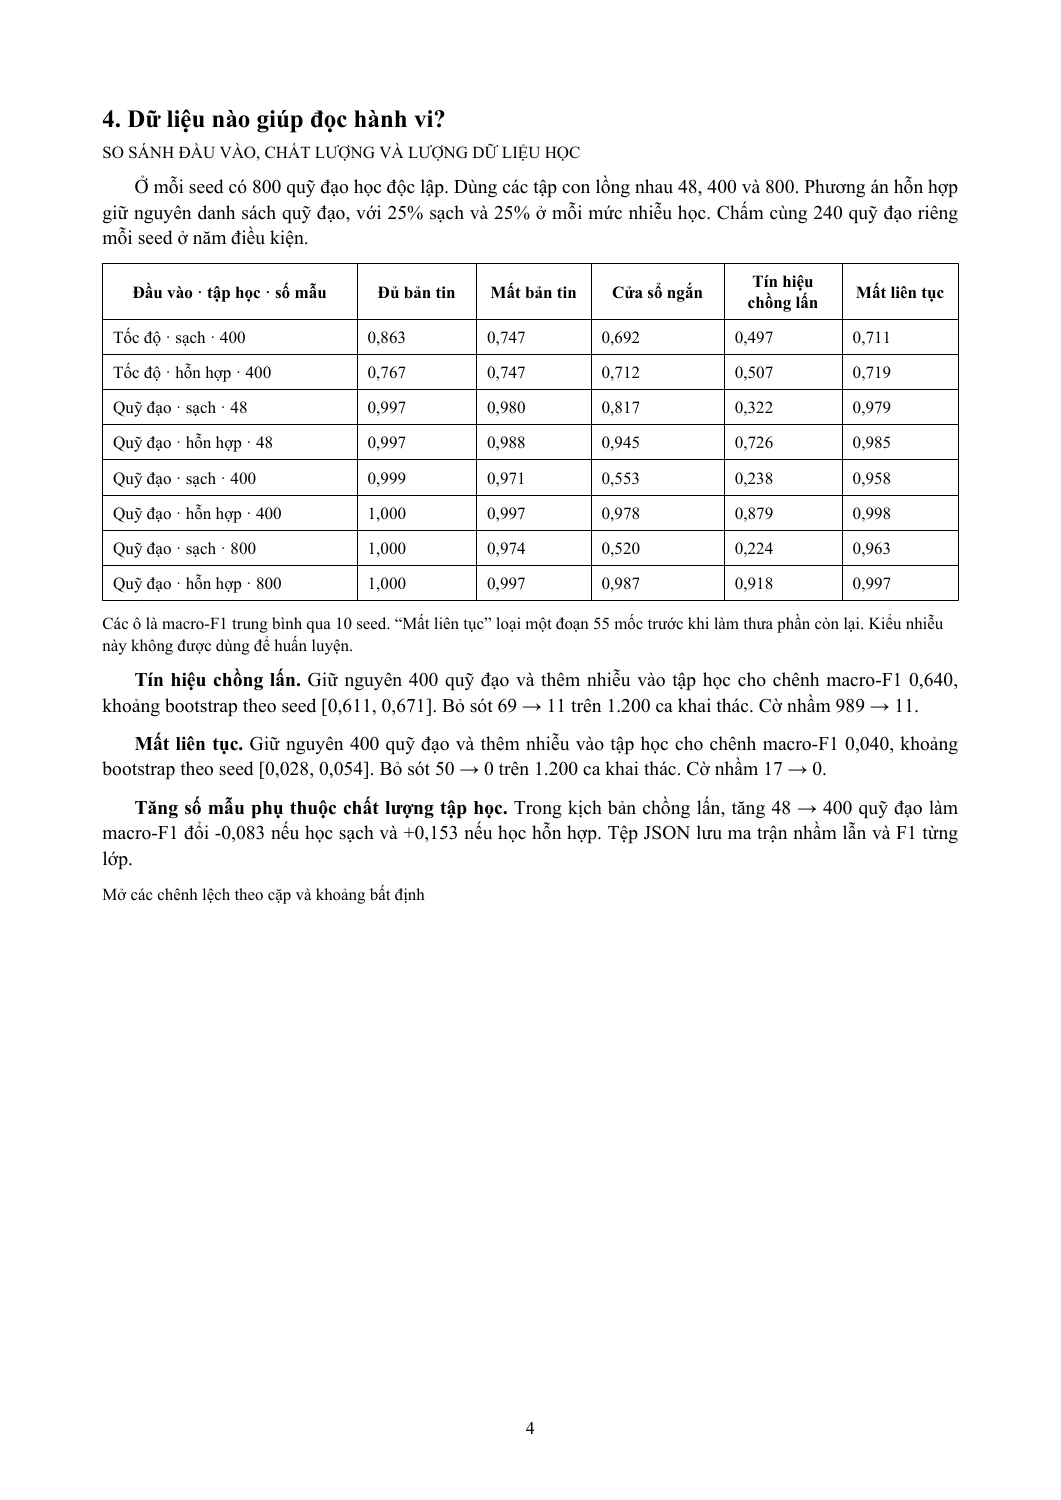 4. Dữ liệu nào giúp đọc hành vi?
SO SÁNH ĐẦU VÀO, CHẤT LƯỢNG VÀ LƯỢNG DỮ LIỆU HỌC
Ở mỗi seed có 800 quỹ đạo học độc lập. Dùng các tập con lồng nhau 48, 400 và 800. Phương án hỗn hợp
giữ nguyên danh sách quỹ đạo, với 25% sạch và 25% ở mỗi mức nhiễu học. Chấm cùng 240 quỹ đạo riêng
mỗi seed ở năm điều kiện.
Đầu vào · tập học · số mẫu Đủ bản tin Mất bản tin Cửa sổ ngắn Tín hiệu chồng lấn Mất liên tục
Tốc độ · sạch · 400 0,863 0,747 0,692 0,497 0,711
Tốc độ · hỗn hợp · 400 0,767 0,747 0,712 0,507 0,719
Quỹ đạo · sạch · 48 0,997 0,980 0,817 0,322 0,979
Quỹ đạo · hỗn hợp · 48 0,997 0,988 0,945 0,726 0,985
Quỹ đạo · sạch · 400 0,999 0,971 0,553 0,238 0,958
Quỹ đạo · hỗn hợp · 400 1,000 0,997 0,978 0,879 0,998
Quỹ đạo · sạch · 800 1,000 0,974 0,520 0,224 0,963
Quỹ đạo · hỗn hợp · 800 1,000 0,997 0,987 0,918 0,997
Các ô là macro-F1 trung bình qua 10 seed. “Mất liên tục” loại một đoạn 55 mốc trước khi làm thưa phần còn lại. Kiểu nhiễu
này không được dùng để huấn luyện.
Tín hiệu chồng lấn. Giữ nguyên 400 quỹ đạo và thêm nhiễu vào tập học cho chênh macro-F1 0,640,
khoảng bootstrap theo seed [0,611, 0,671]. Bỏ sót 69 → 11 trên 1.200 ca khai thác. Cờ nhầm 989 → 11.
Mất liên tục. Giữ nguyên 400 quỹ đạo và thêm nhiễu vào tập học cho chênh macro-F1 0,040, khoảng
bootstrap theo seed [0,028, 0,054]. Bỏ sót 50 → 0 trên 1.200 ca khai thác. Cờ nhầm 17 → 0.
Tăng số mẫu phụ thuộc chất lượng tập học. Trong kịch bản chồng lấn, tăng 48 → 400 quỹ đạo làm
macro-F1 đổi -0,083 nếu học sạch và +0,153 nếu học hỗn hợp. Tệp JSON lưu ma trận nhầm lẫn và F1 từng
lớp.
Mở các chênh lệch theo cặp và khoảng bất định
4